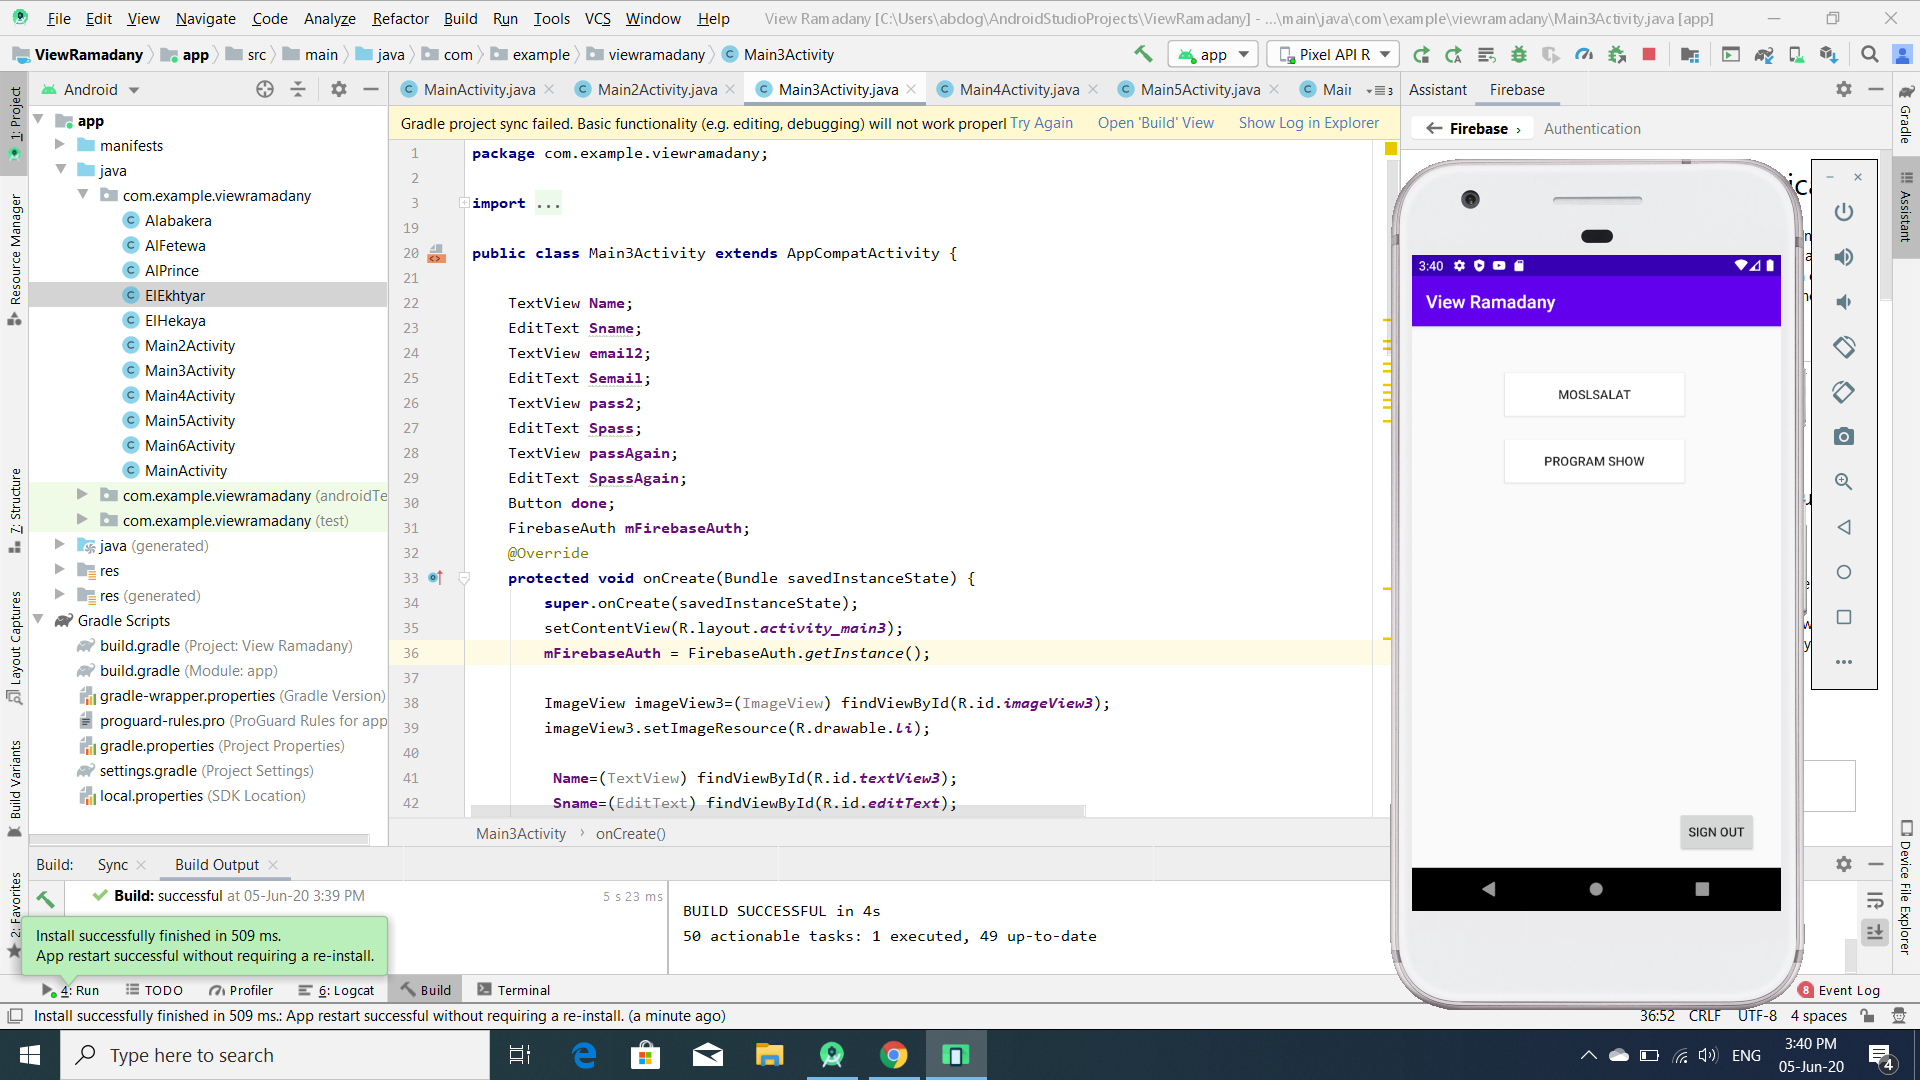 File Edit View Navigate Code Analyze Refactor Build Run Tools VCS Window Help View Ramadany [C:\Users\abdog\AndroidStudioProjects\ViewRamadany] - ...\main\java\com\example\viewramadany\Main3Activity.java [app]
ViewRamadany app src main java com example viewramadany Main3Activity app Pixel API R
Android MainActivity.java Main2Activity.java Main3Activity.java Main4Activity.java Main5Activity.java Mair 3 Assistant Firebase
Gradle project sync failed. Basic functionality (e.g. editing, debugging) will not work properl Try Again Open 'Build' View Show Log in Explorer
Firebase › Authentication
1: Project
Resource Manager
7: Structure
Layout Captures
Build Variants
2: Favorites
app
manifests
java
com.example.viewramadany
Alabakera
AlFetewa
AlPrince
ElEkhtyar
ElHekaya
Main2Activity
Main3Activity
Main4Activity
Main5Activity
Main6Activity
MainActivity
com.example.viewramadany (androidTe
com.example.viewramadany (test)
java (generated)
res
res (generated)
Gradle Scripts
build.gradle (Project: View Ramadany)
build.gradle (Module: app)
gradle-wrapper.properties (Gradle Version)
proguard-rules.pro (ProGuard Rules for app
gradle.properties (Project Properties)
settings.gradle (Project Settings)
local.properties (SDK Location)
1 package com.example.viewramadany;
2
3 import ...
19
20 public class Main3Activity extends AppCompatActivity {
21
22 TextView Name;
23 EditText Sname;
24 TextView email2;
25 EditText Semail;
26 TextView pass2;
27 EditText Spass;
28 TextView passAgain;
29 EditText SpassAgain;
30 Button done;
31 FirebaseAuth mFirebaseAuth;
32 @Override
33 protected void onCreate(Bundle savedInstanceState) {
34 super.onCreate(savedInstanceState);
35 setContentView(R.layout.activity_main3);
36 mFirebaseAuth = FirebaseAuth.getInstance();
37
38 ImageView imageView3=(ImageView) findViewById(R.id.imageView3);
39 imageView3.setImageResource(R.drawable.li);
40
41 Name=(TextView) findViewById(R.id.textView3);
42 Sname=(EditText) findViewById(R.id.editText);
Main3Activity › onCreate()
3:40
View Ramadany
MOSLSALAT
PROGRAM SHOW
SIGN OUT
Gradle
Assistant
Device File Explorer
Build: Sync Build Output
Build: successful at 05-Jun-20 3:39 PM 5 s 23 ms
BUILD SUCCESSFUL in 4s
50 actionable tasks: 1 executed, 49 up-to-date
Install successfully finished in 509 ms.
App restart successful without requiring a re-install.
4: Run TODO Profiler 6: Logcat Build Terminal 8 Event Log
Install successfully finished in 509 ms.: App restart successful without requiring a re-install. (a minute ago) 36:52 CRLF UTF-8 4 spaces
Type here to search ENG 3:40 PM
05-Jun-20 4